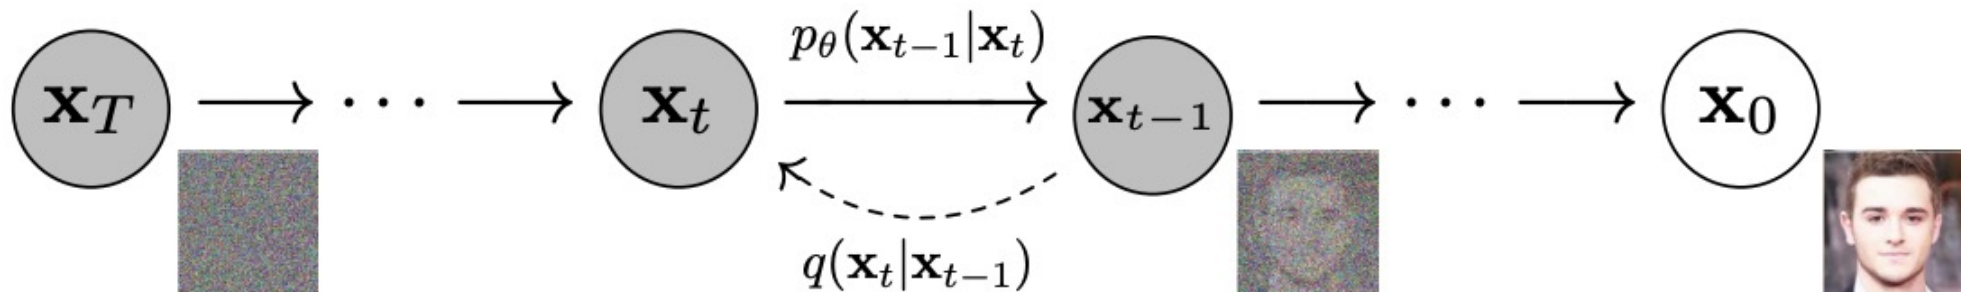 p_θ(x_{t−1}|x_t)
x_T → ··· → x_t → x_{t−1} → ··· → x_0
q(x_t|x_{t−1})